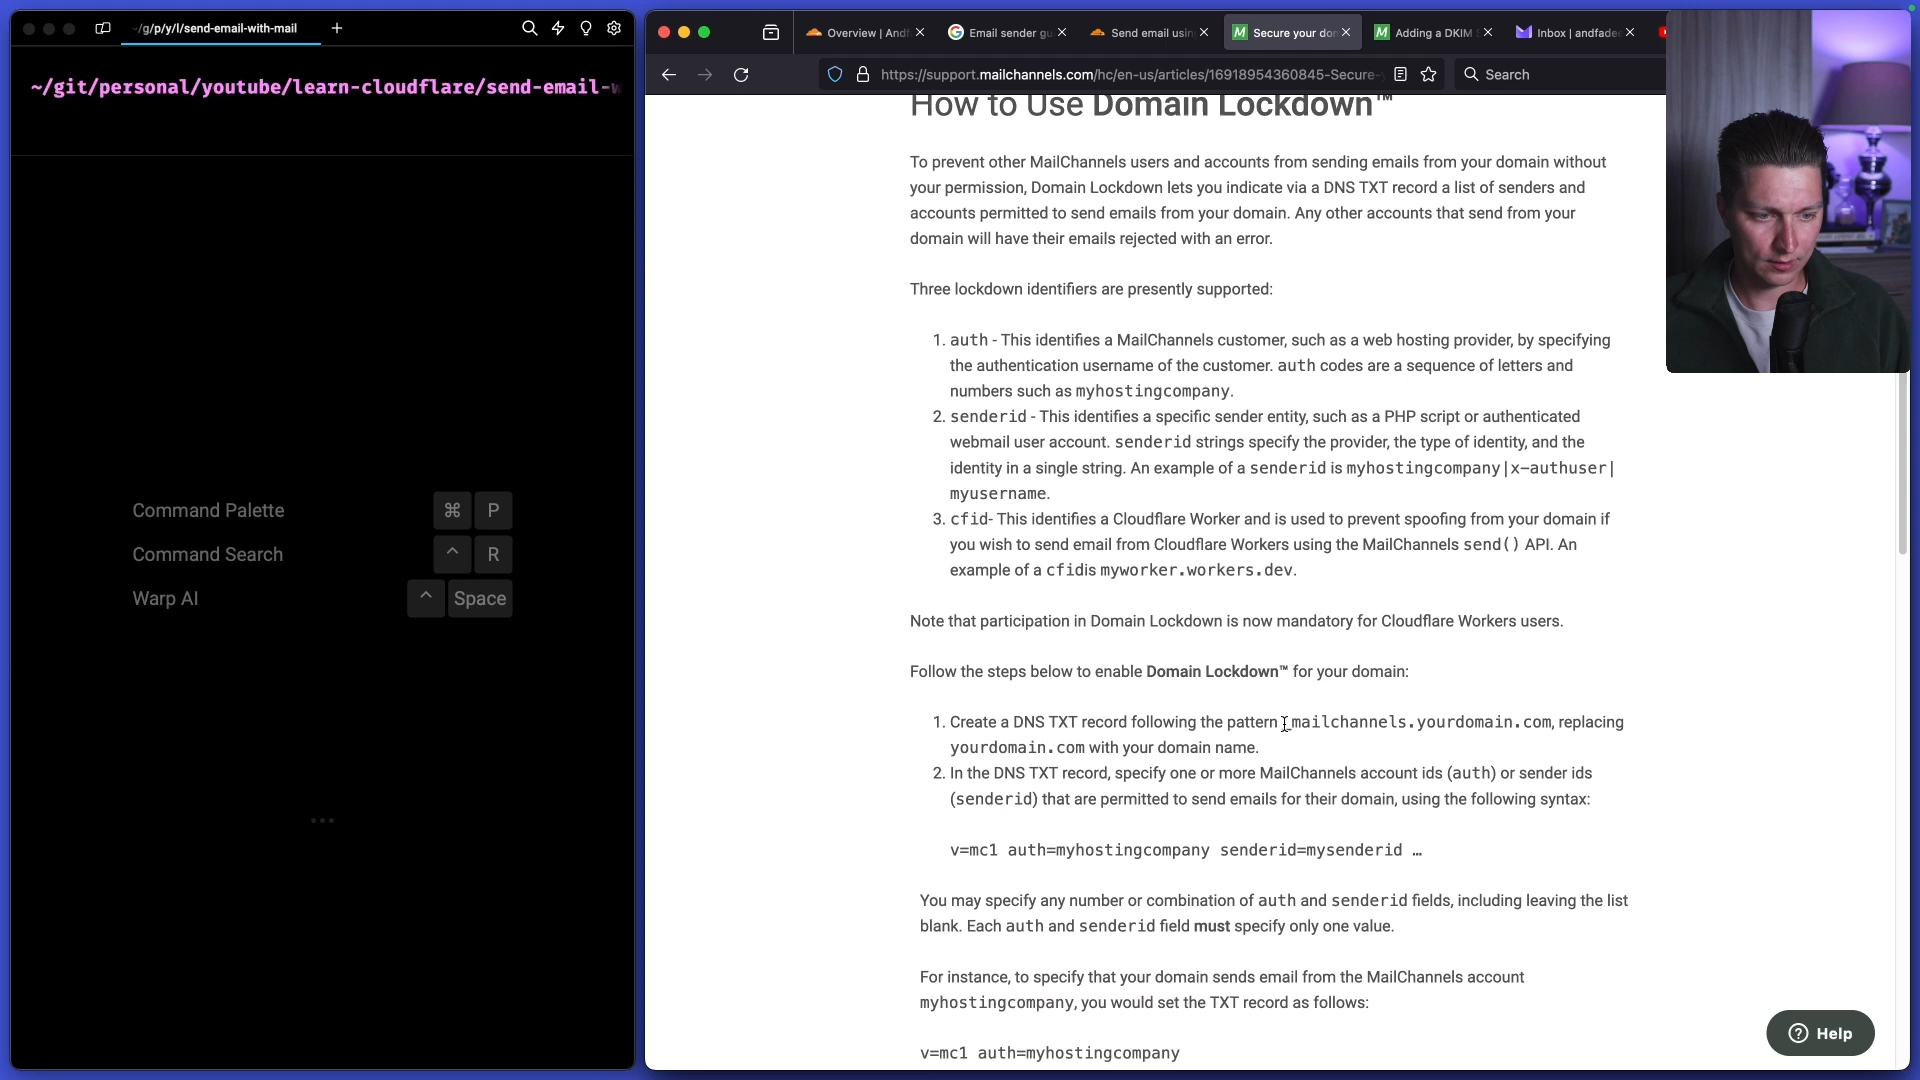 ~/g/p/y/l/send-email-with-mail
~/git/personal/youtube/learn-cloudflare/send-email-w
Command Palette ⌘ P
Command Search ^ R
Warp AI ^ Space
Overview | Andf
Email sender gu
Send email usin
Secure your don
Adding a DKIM
Inbox | andfade
https://support.mailchannels.com/hc/en-us/articles/16918954360845-Secure-
Search
How to Use Domain Lockdown™
To prevent other MailChannels users and accounts from sending emails from your domain without
your permission, Domain Lockdown lets you indicate via a DNS TXT record a list of senders and
accounts permitted to send emails from your domain. Any other accounts that send from your
domain will have their emails rejected with an error.
Three lockdown identifiers are presently supported:
1. auth - This identifies a MailChannels customer, such as a web hosting provider, by specifying
the authentication username of the customer. auth codes are a sequence of letters and
numbers such as myhostingcompany.
2. senderid - This identifies a specific sender entity, such as a PHP script or authenticated
webmail user account. senderid strings specify the provider, the type of identity, and the
identity in a single string. An example of a senderid is myhostingcompany|x-authuser|
myusername.
3. cfid- This identifies a Cloudflare Worker and is used to prevent spoofing from your domain if
you wish to send email from Cloudflare Workers using the MailChannels send() API. An
example of a cfidis myworker.workers.dev.
Note that participation in Domain Lockdown is now mandatory for Cloudflare Workers users.
Follow the steps below to enable Domain Lockdown™ for your domain:
1. Create a DNS TXT record following the pattern _mailchannels.yourdomain.com, replacing
yourdomain.com with your domain name.
2. In the DNS TXT record, specify one or more MailChannels account ids (auth) or sender ids
(senderid) that are permitted to send emails for their domain, using the following syntax:
v=mc1 auth=myhostingcompany senderid=mysenderid …
You may specify any number or combination of auth and senderid fields, including leaving the list
blank. Each auth and senderid field must specify only one value.
For instance, to specify that your domain sends email from the MailChannels account
myhostingcompany, you would set the TXT record as follows:
v=mc1 auth=myhostingcompany
Help